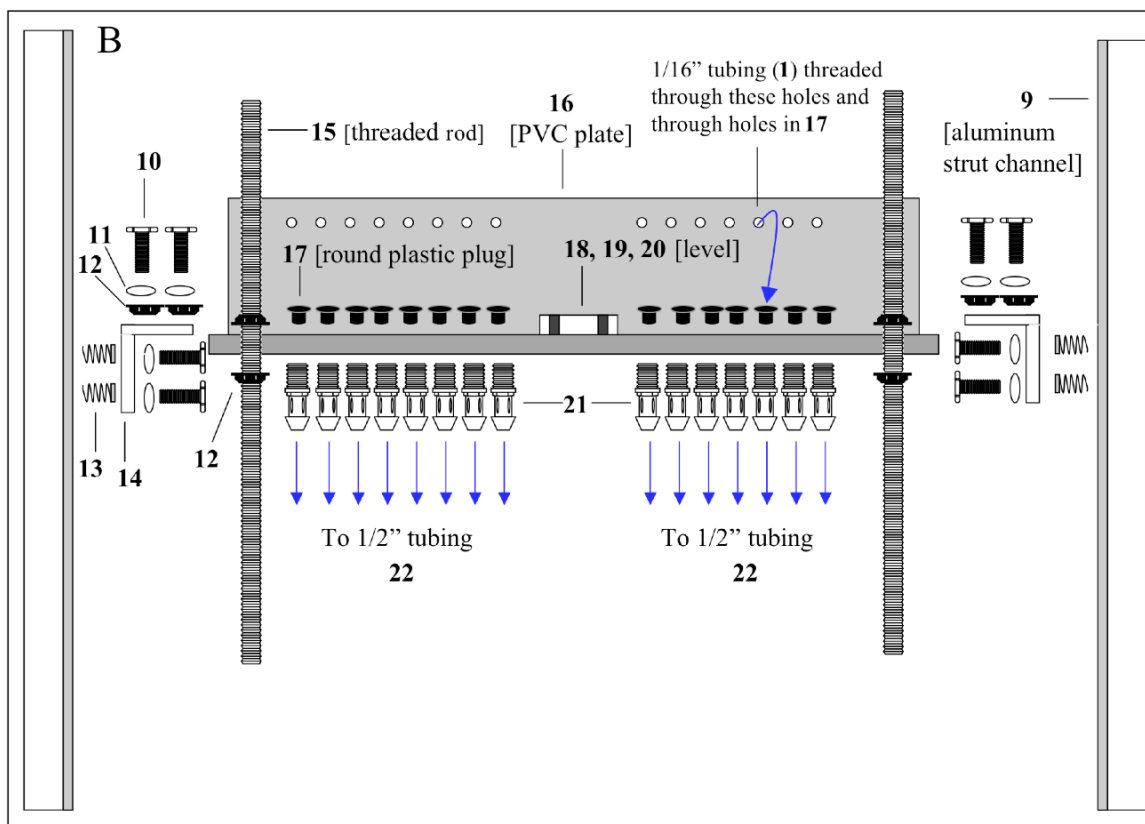 B
1/16” tubing (1) threaded
through these holes and
through holes in 17
16
[PVC plate]
9
[aluminum
strut channel]
15 [threaded rod]
10
11
12
17 [round plastic plug]
18, 19, 20 [level]
21
12
13
14
To 1/2” tubing
22
To 1/2” tubing
22